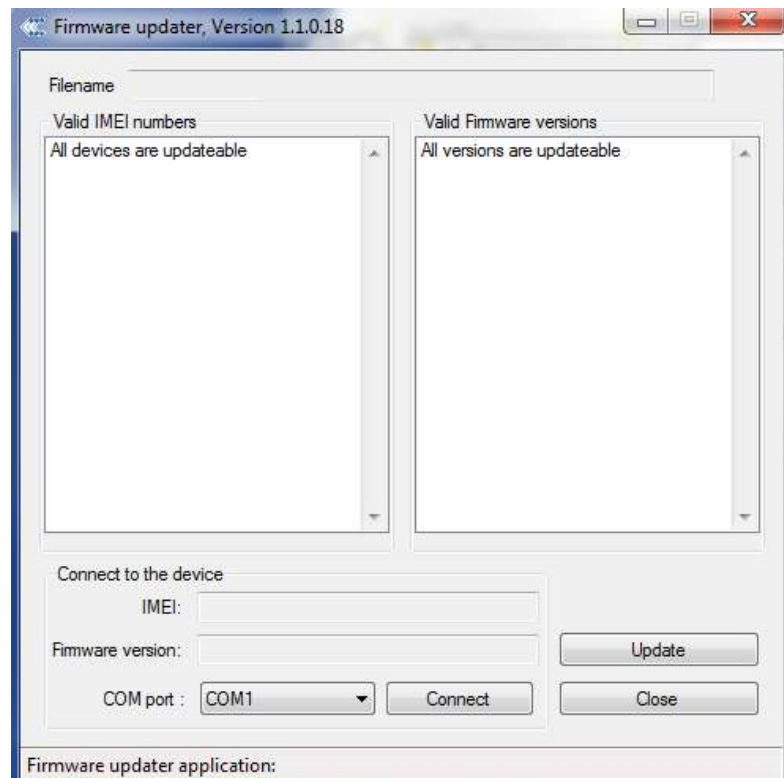 Firmware updater, Version 1.1.0.18
Filename
Valid IMEI numbers
All devices are updateable
Valid Firmware versions
All versions are updateable
Connect to the device
IMEI:
Firmware version:
Update
COM port :
COM1
Connect
Close
Firmware updater application: